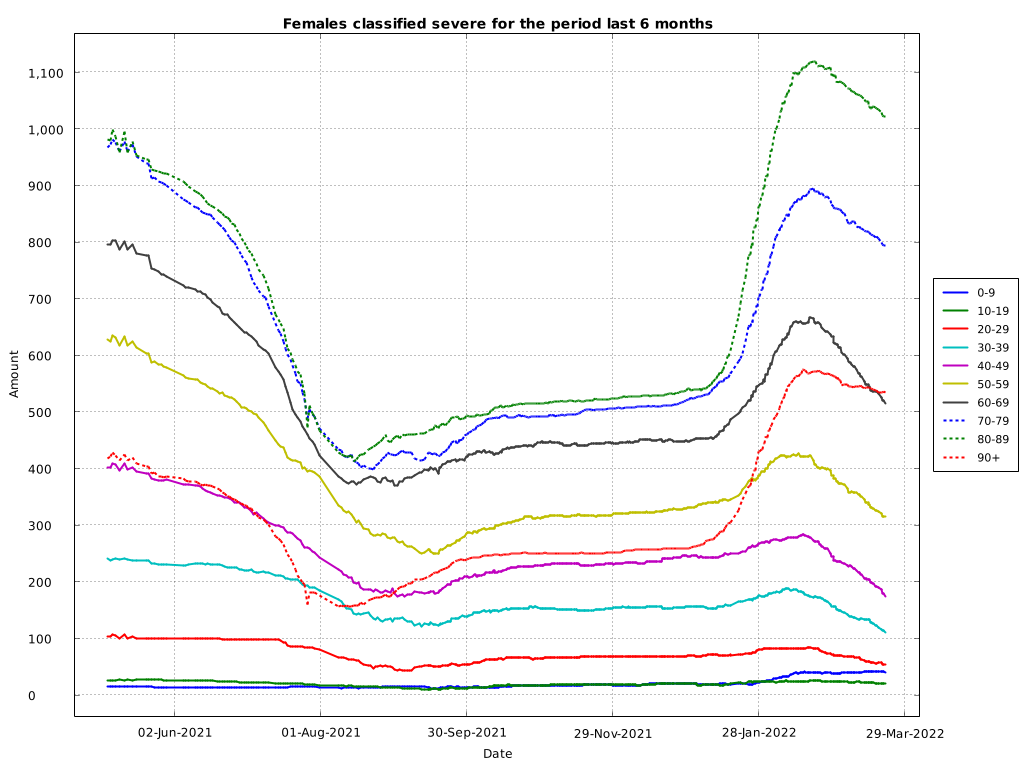 Females classified severe for the period last 6 months
1,100
1,000
900
800
700
600
500
400
300
200
100
0
Amount
02-Jun-2021
01-Aug-2021
30-Sep-2021
29-Nov-2021
28-Jan-2022
29-Mar-2022
Date
0-9
10-19
20-29
30-39
40-49
50-59
60-69
70-79
80-89
90+